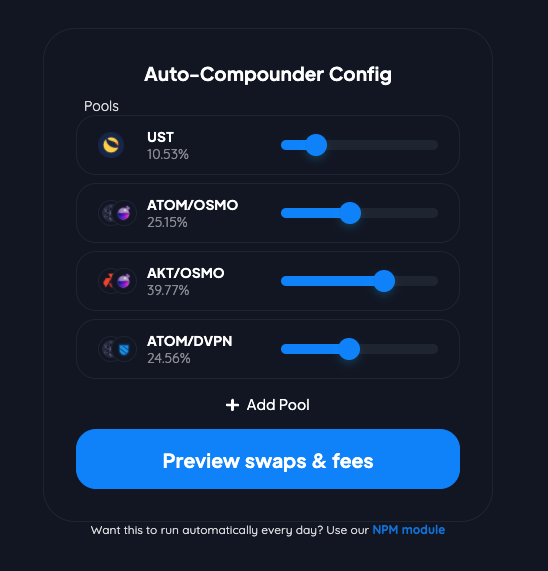 Auto-Compounder Config
Pools
UST
10.53%
ATOM/OSMO
25.15%
AKT/OSMO
39.77%
ATOM/DVPN
24.56%
+ Add Pool
Preview swaps & fees
Want this to run automatically every day? Use our NPM module